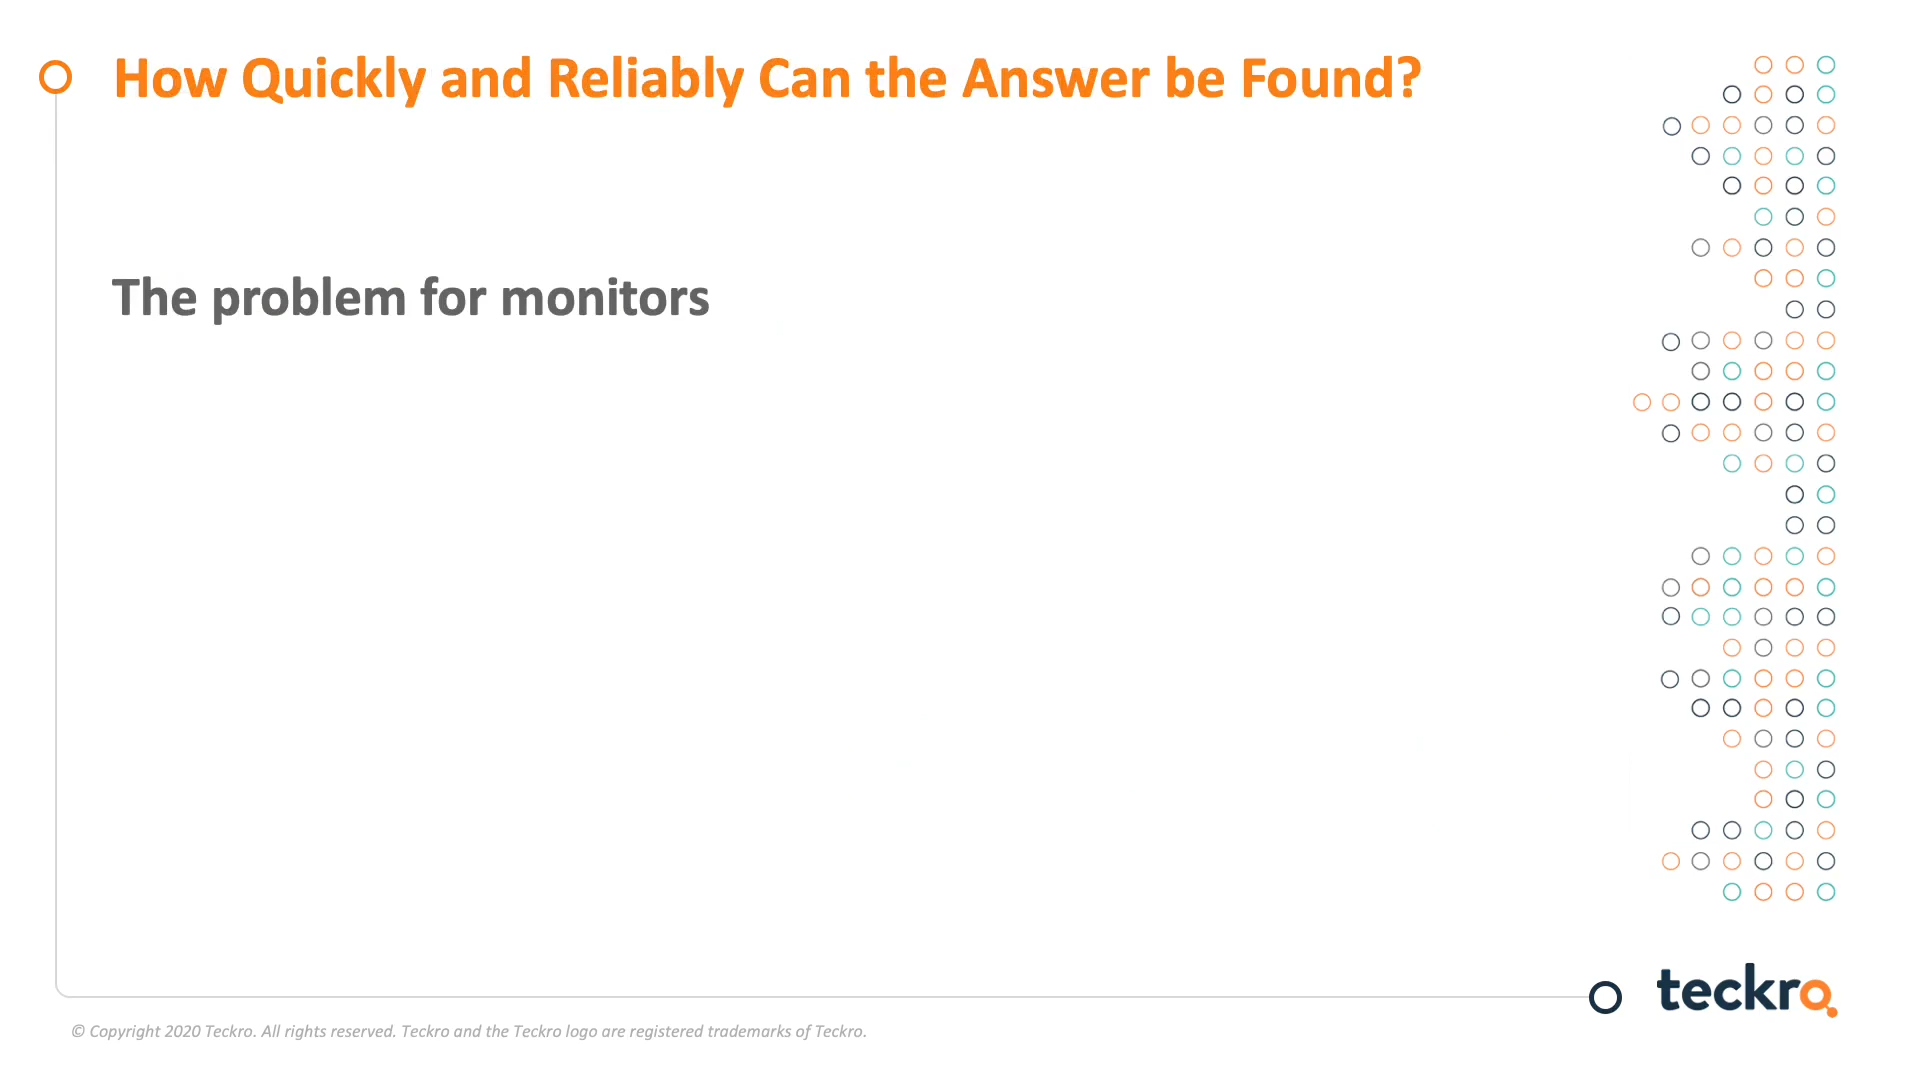 How Quickly and Reliably Can the Answer be Found?
The problem for monitors
teckro
© Copyright 2020 Teckro. All rights reserved. Teckro and the Teckro logo are registered trademarks of Teckro.